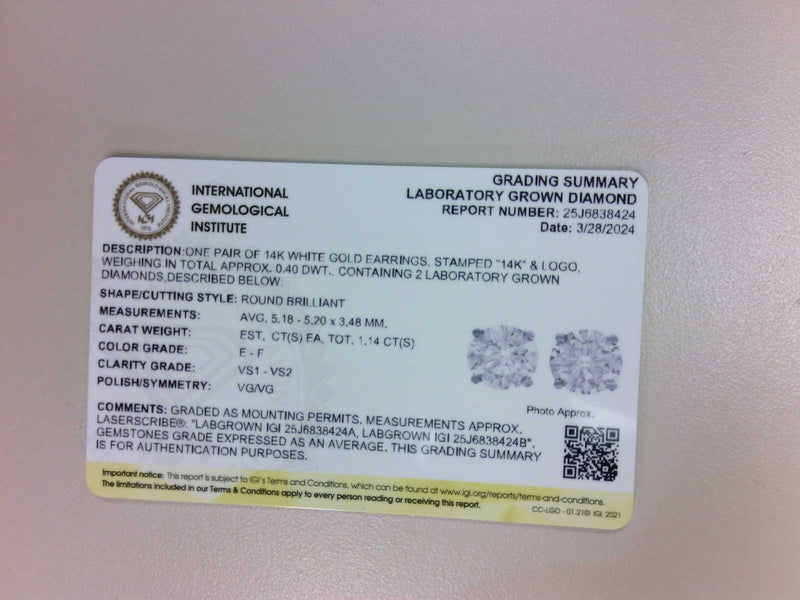 INTERNATIONAL
GEMOLOGICAL
INSTITUTE
GRADING SUMMARY
LABORATORY GROWN DIAMOND
REPORT NUMBER: 25J6838424
Date: 3/28/2024
DESCRIPTION:ONE PAIR OF 14K WHITE GOLD EARRINGS, STAMPED "14K" & LOGO,
WEIGHING IN TOTAL APPROX. 0.40 DWT., CONTAINING 2 LABORATORY GROWN
DIAMONDS,DESCRIBED BELOW:
SHAPE/CUTTING STYLE: ROUND BRILLIANT
MEASUREMENTS: AVG. 5.18 - 5.20 x 3.48 MM.
CARAT WEIGHT: EST. CT(S) EA, TOT. 1.14 CT(S)
COLOR GRADE: E - F
CLARITY GRADE: VS1 - VS2
POLISH/SYMMETRY: VG/VG
Photo Approx.
COMMENTS: GRADED AS MOUNTING PERMITS. MEASUREMENTS APPROX.
LASERSCRIBE®: "LABGROWN IGI 25J6838424A, LABGROWN IGI 25J6838424B".
GEMSTONES GRADE EXPRESSED AS AN AVERAGE. THIS GRADING SUMMARY
IS FOR AUTHENTICATION PURPOSES.
Important notice: This report is subject to IGI's Terms and Conditions, which can be found at www.igi.org/reports/terms-and-conditions.
The limitations included in our Terms & Conditions apply to every person reading or receiving this report.
CC-LGD - 01.21© IGI, 2021
INTERNATIONAL GEMOLOGICAL INSTITUTE
IGI
1975